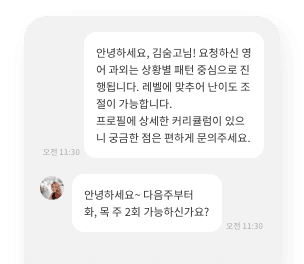 안녕하세요, 김숨고님! 요청하신 영
어 과외는 상황별 패턴 중심으로 진
행됩니다. 레벨에 맞추어 난이도 조
절이 가능합니다.
프로필에 상세한 커리큘럼이 있으
니 궁금한 점은 편하게 문의주세요.
오전 11:30
안녕하세요~ 다음주부터
화, 목 주 2회 가능하신가요?
오전 11:30